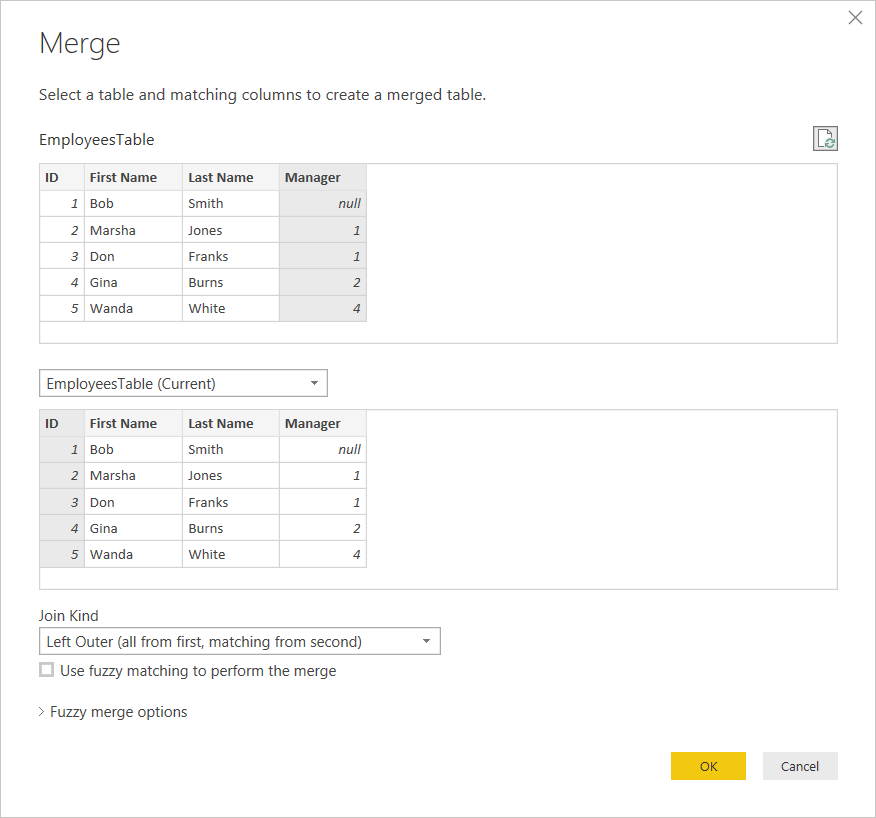 Merge
Select a table and matching columns to create a merged table.
EmployeesTable
ID First Name Last Name Manager
1 Bob Smith null
2 Marsha Jones 1
3 Don Franks 1
4 Gina Burns 2
5 Wanda White 4
EmployeesTable (Current)
ID First Name Last Name Manager
1 Bob Smith null
2 Marsha Jones 1
3 Don Franks 1
4 Gina Burns 2
5 Wanda White 4
Join Kind
Left Outer (all from first, matching from second)
Use fuzzy matching to perform the merge
Fuzzy merge options
OK Cancel